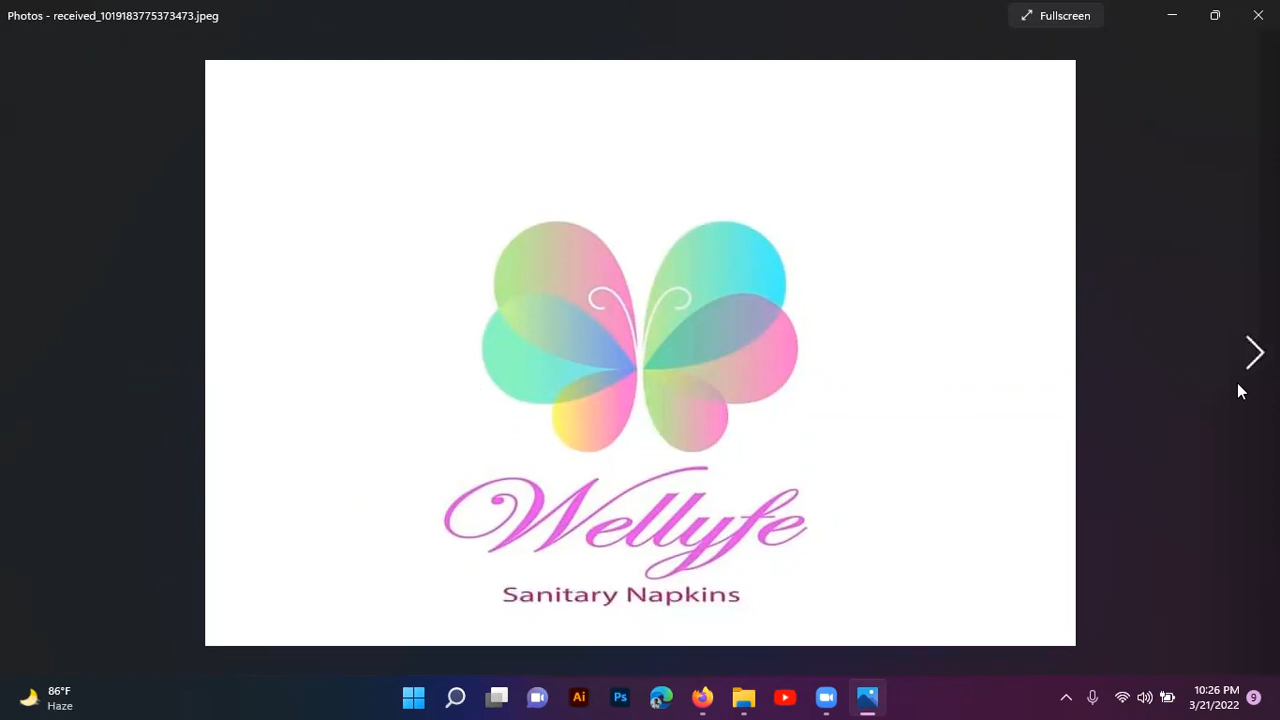 Photos - received_1019183775373473.jpeg
Fullscreen
Wellyfe
Sanitary Napkins
86°F
Haze
Ai
Ps
10:26 PM
3/21/2022
9